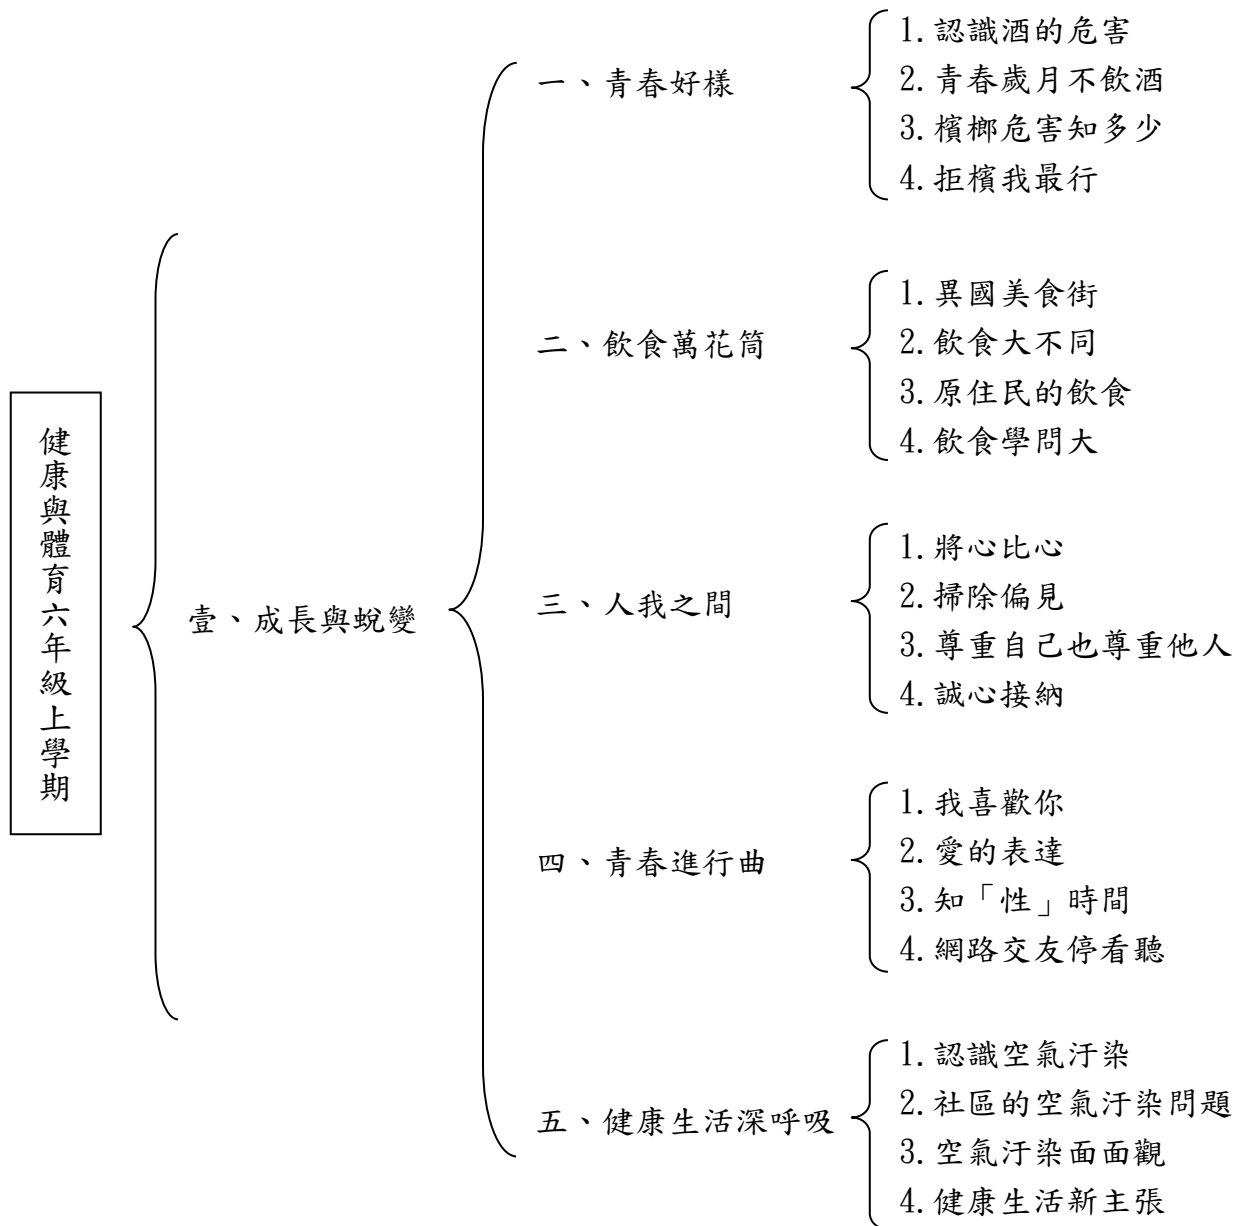 健康與體育六年級上學期
壹、成長與蛻變
一、青春好樣
1.認識酒的危害
2.青春歲月不飲酒
3.檳榔危害知多少
4.拒檳我最行
二、飲食萬花筒
1.異國美食街
2.飲食大不同
3.原住民的飲食
4.飲食學問大
三、人我之間
1.將心比心
2.掃除偏見
3.尊重自己也尊重他人
4.誠心接納
四、青春進行曲
1.我喜歡你
2.愛的表達
3.知「性」時間
4.網路交友停看聽
五、健康生活深呼吸
1.認識空氣汙染
2.社區的空氣汙染問題
3.空氣汙染面面觀
4.健康生活新主張